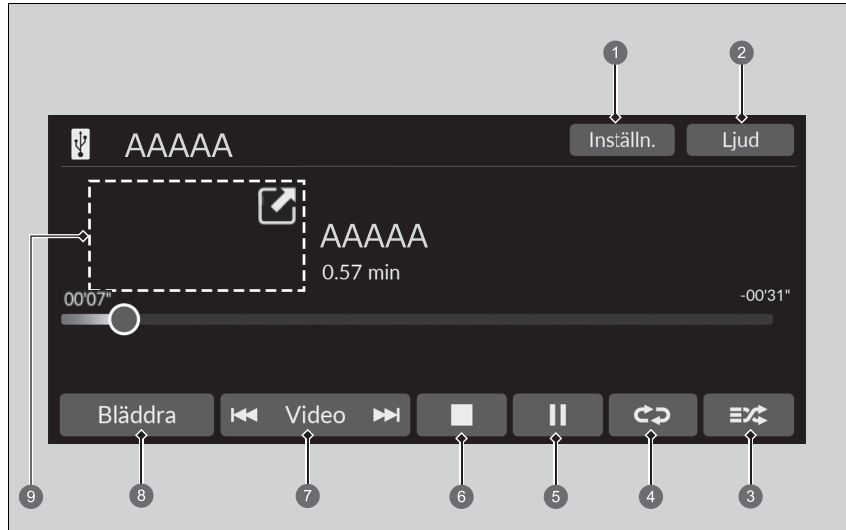 1 2
AAAAA Inställn. Ljud
AAAAA
0.57 min
00'07" -00'31"
Bläddra Video
9 8 7 6 5 4 3